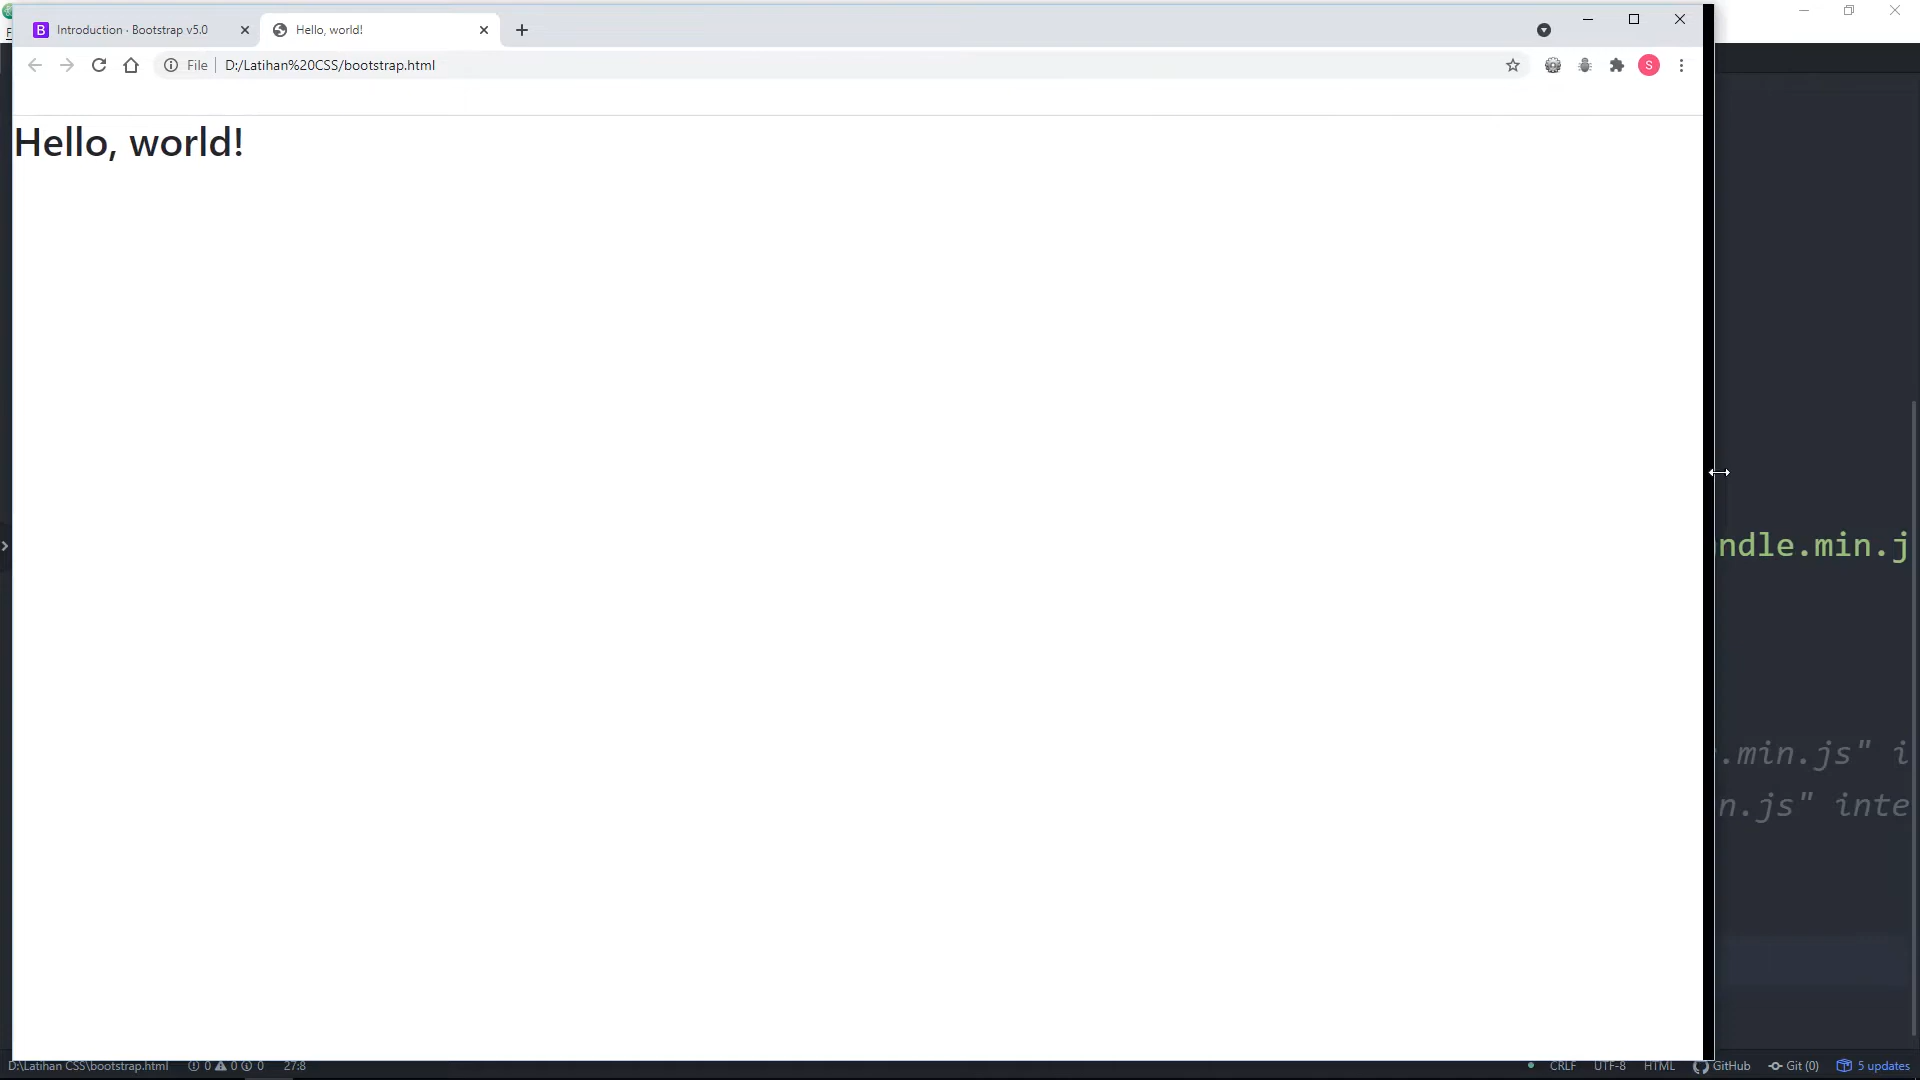 Introduction · Bootstrap v5.0
Hello, world!
File
D:/Latihan%20CSS/bootstrap.html
S
Hello, world!
ndle.min.j
.min.js" i
n.js" inte
D:\Latihan CSS\bootstrap.html 0 0 0 27:8 CRLF UTF-8 HTML GitHub Git (0) 5 updates